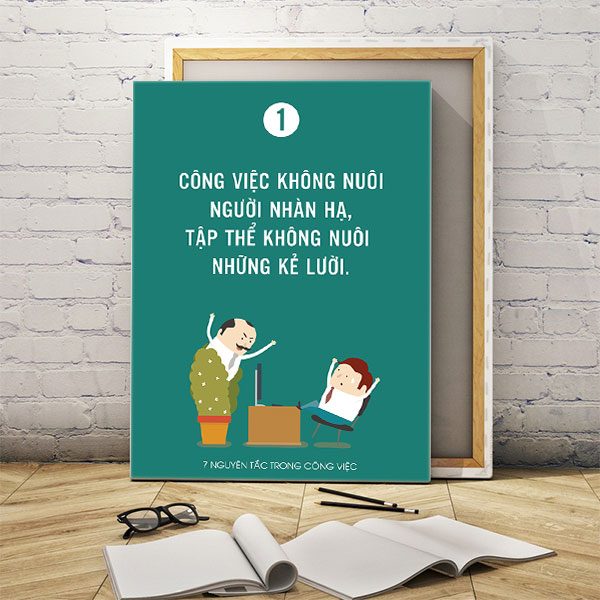 1
CÔNG VIỆC KHÔNG NUÔI
NGƯỜI NHÀN HẠ,
TẬP THỂ KHÔNG NUÔI
NHỮNG KẺ LƯỜI.
7 NGUYÊN TẮC TRONG CÔNG VIỆC